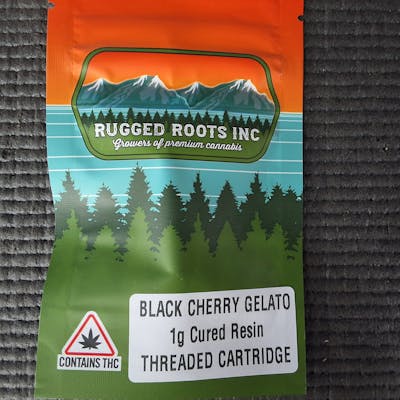 RUGGED ROOTS INC
Growers of premium cannabis
BLACK CHERRY GELATO
1g Cured Resin
THREADED CARTRIDGE
CONTAINS THC